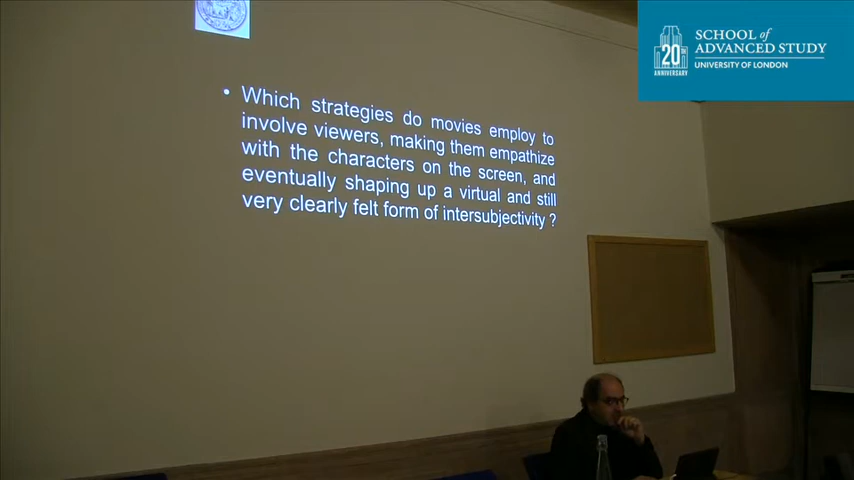 SCHOOL of
ADVANCED STUDY
UNIVERSITY OF LONDON
20TH
ANNIVERSARY
• Which strategies do movies employ to
involve viewers, making them empathize
with the characters on the screen, and
eventually shaping up a virtual and still
very clearly felt form of intersubjectivity ?